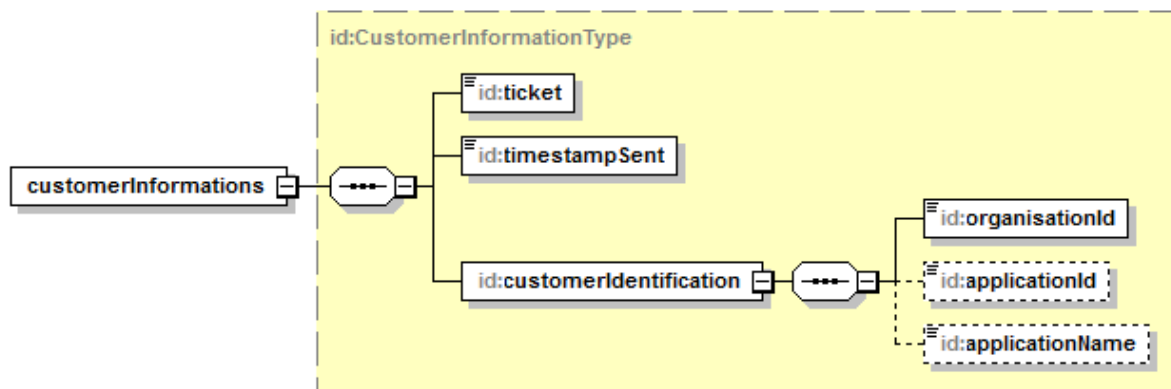 id:CustomerInformationType
id:ticket
id:timestampSent
customerInformations
id:organisationId
id:customerIdentification
id:applicationId
id:applicationName